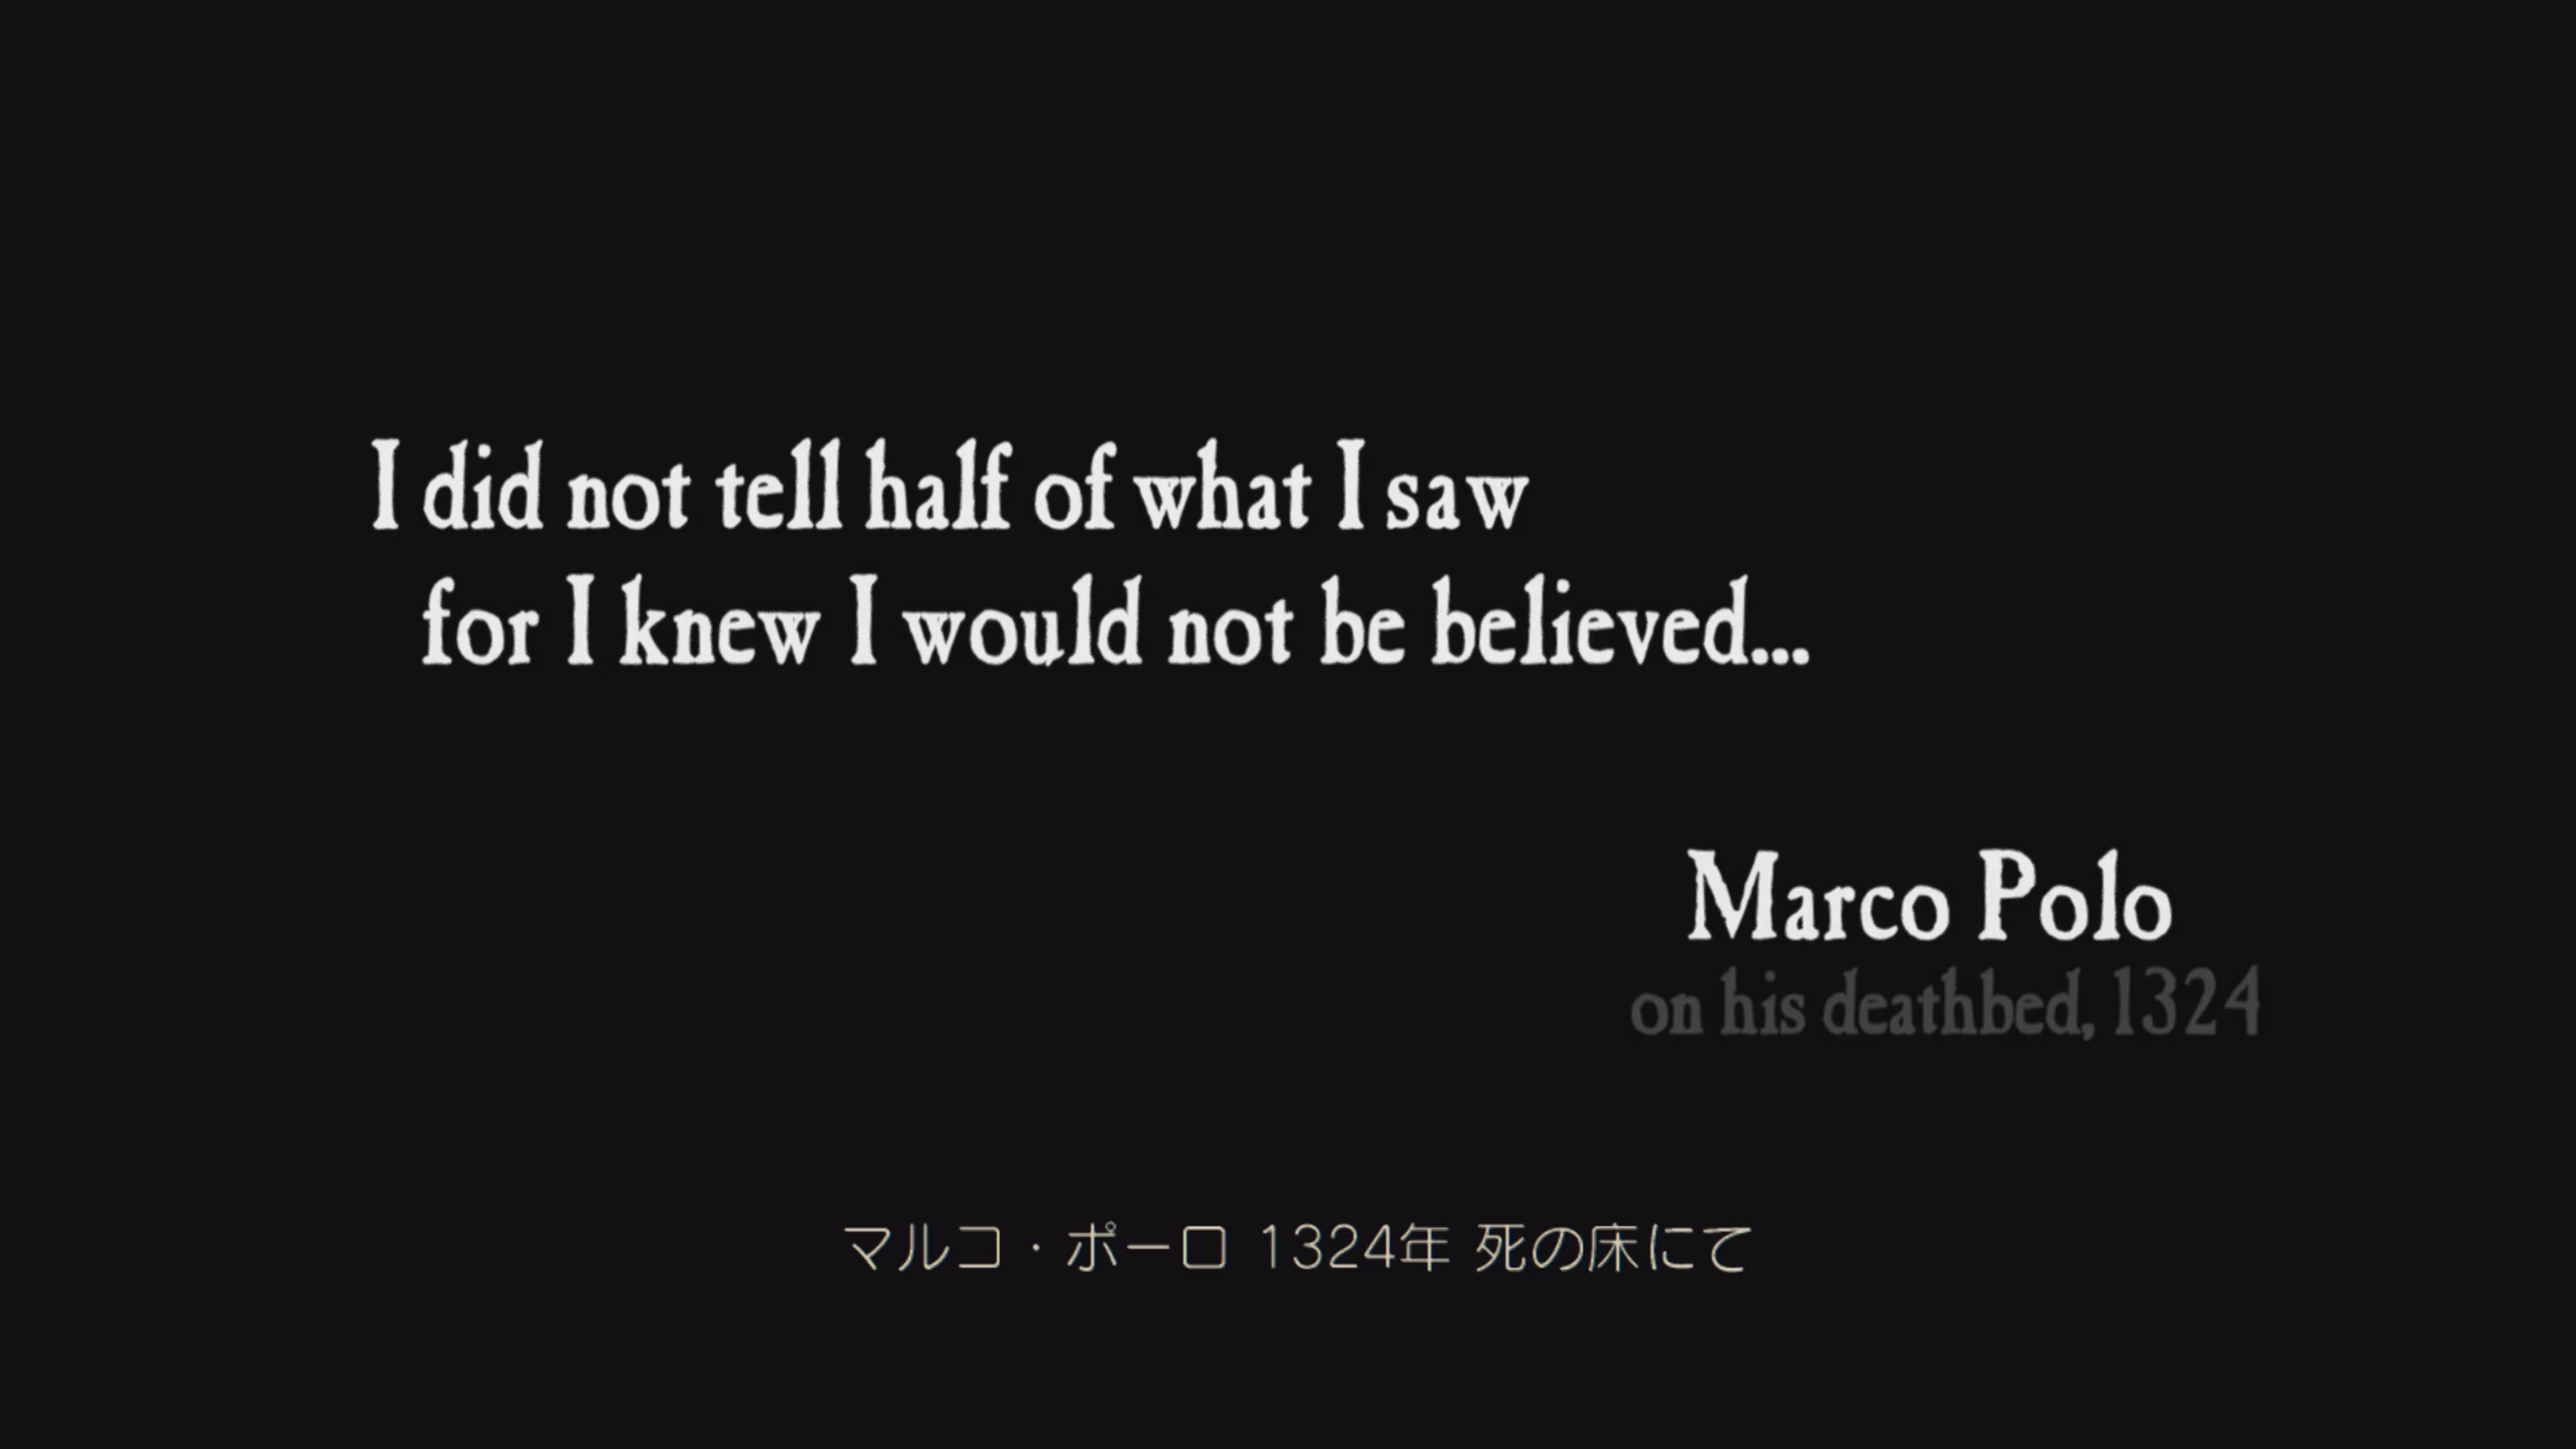 I did not tell half of what I saw
for I knew I would not be believed...
Marco Polo
on his deathbed, 1324
マルコ・ポーロ 1324年 死の床にて